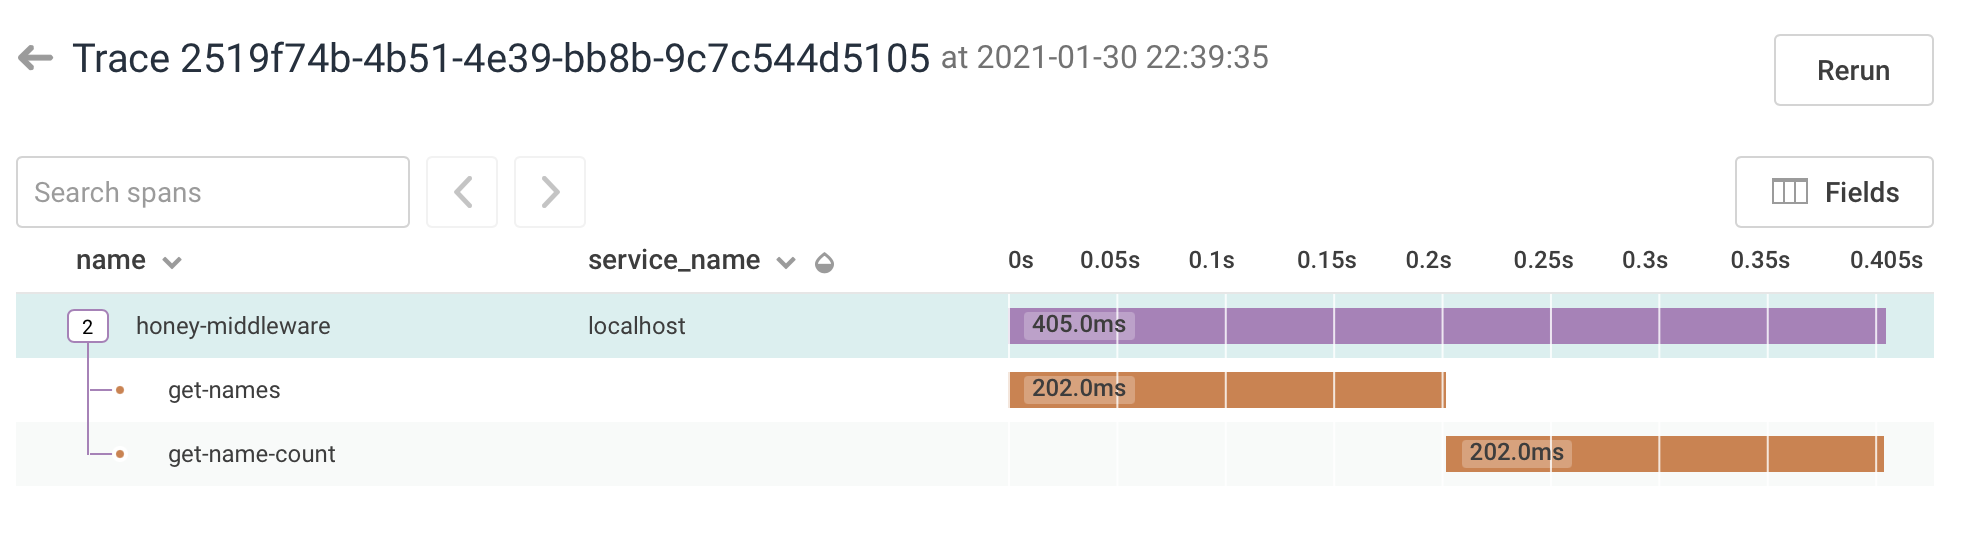 Trace 2519f74b-4b51-4e39-bb8b-9c7c544d5105 at 2021-01-30 22:39:35
Rerun
Search spans
Fields
name service_name 0s 0.05s 0.1s 0.15s 0.2s 0.25s 0.3s 0.35s 0.405s
2 honey-middleware localhost 405.0ms
get-names 202.0ms
get-name-count 202.0ms